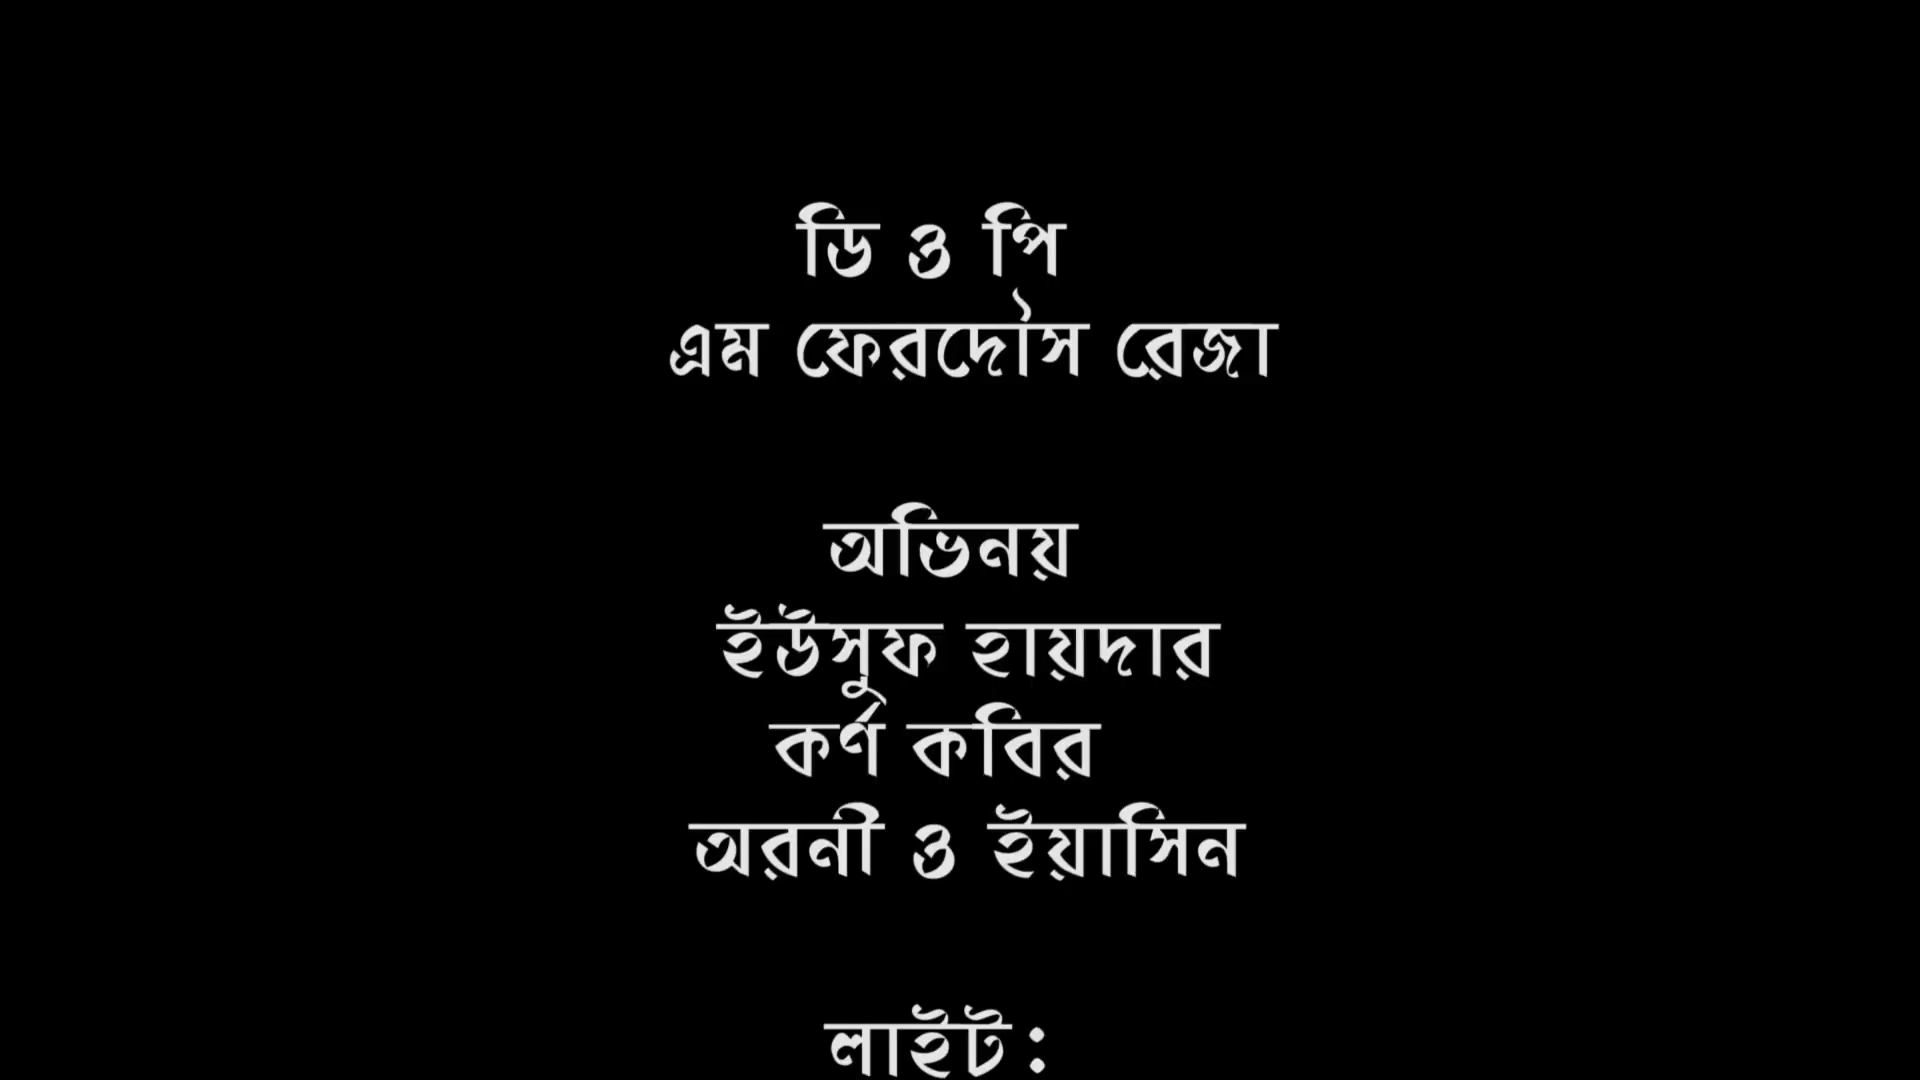 ডি ও পি
এম ফেরদৌস রেজা
অভিনয়
ইউসুফ হায়দার
কর্ণ কবির
অরনী ও ইয়াসিন
লাইট: